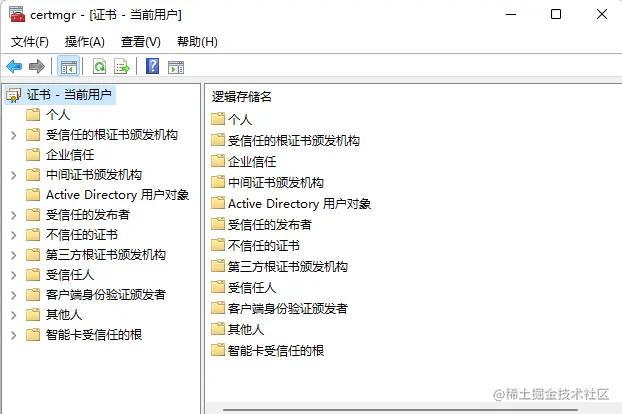 certmgr - [证书 - 当前用户]
文件(F) 操作(A) 查看(V) 帮助(H)
证书 - 当前用户
个人
受信任的根证书颁发机构
企业信任
中间证书颁发机构
Active Directory 用户对象
受信任的发布者
不信任的证书
第三方根证书颁发机构
受信任人
客户端身份验证颁发者
其他人
智能卡受信任的根
逻辑存储名
个人
受信任的根证书颁发机构
企业信任
中间证书颁发机构
Active Directory 用户对象
受信任的发布者
不信任的证书
第三方根证书颁发机构
受信任人
客户端身份验证颁发者
其他人
智能卡受信任的根
@稀土掘金技术社区